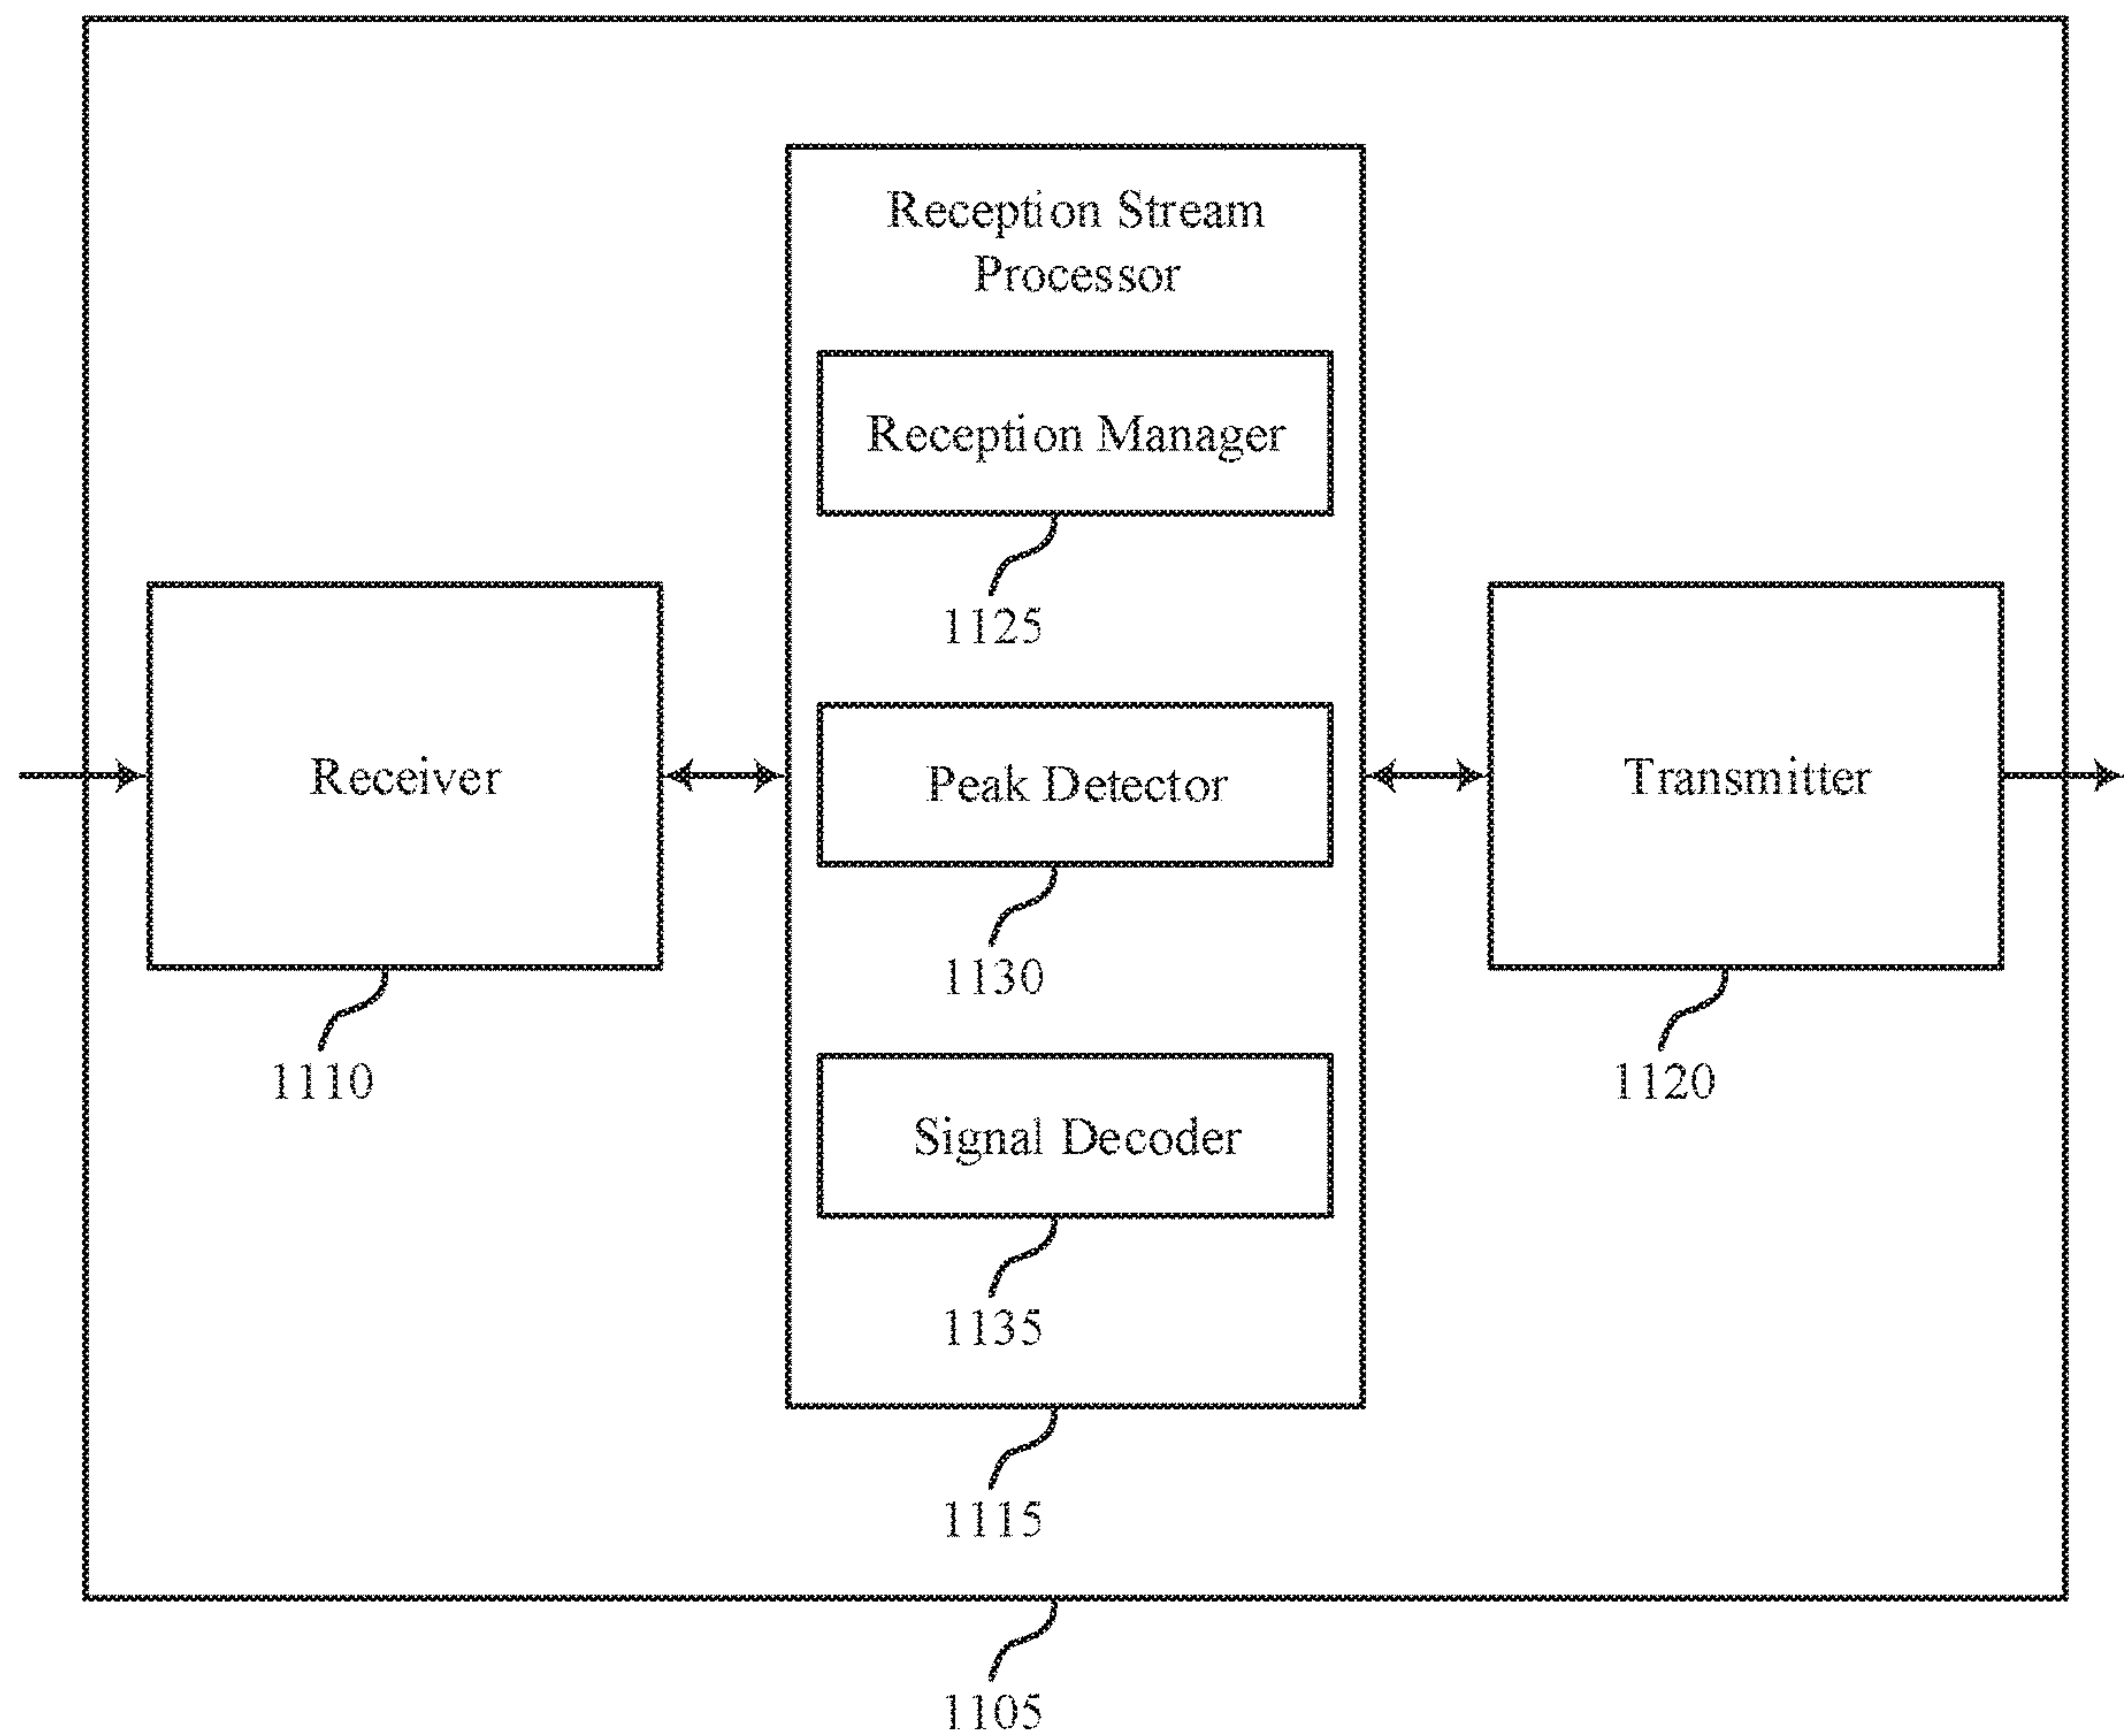 Reception Stream
Processor
Reception Manager
1125
Receiver
Peak Detector
Transmitter
1130
1110
1120
Signal Decoder
1135
1115
1105